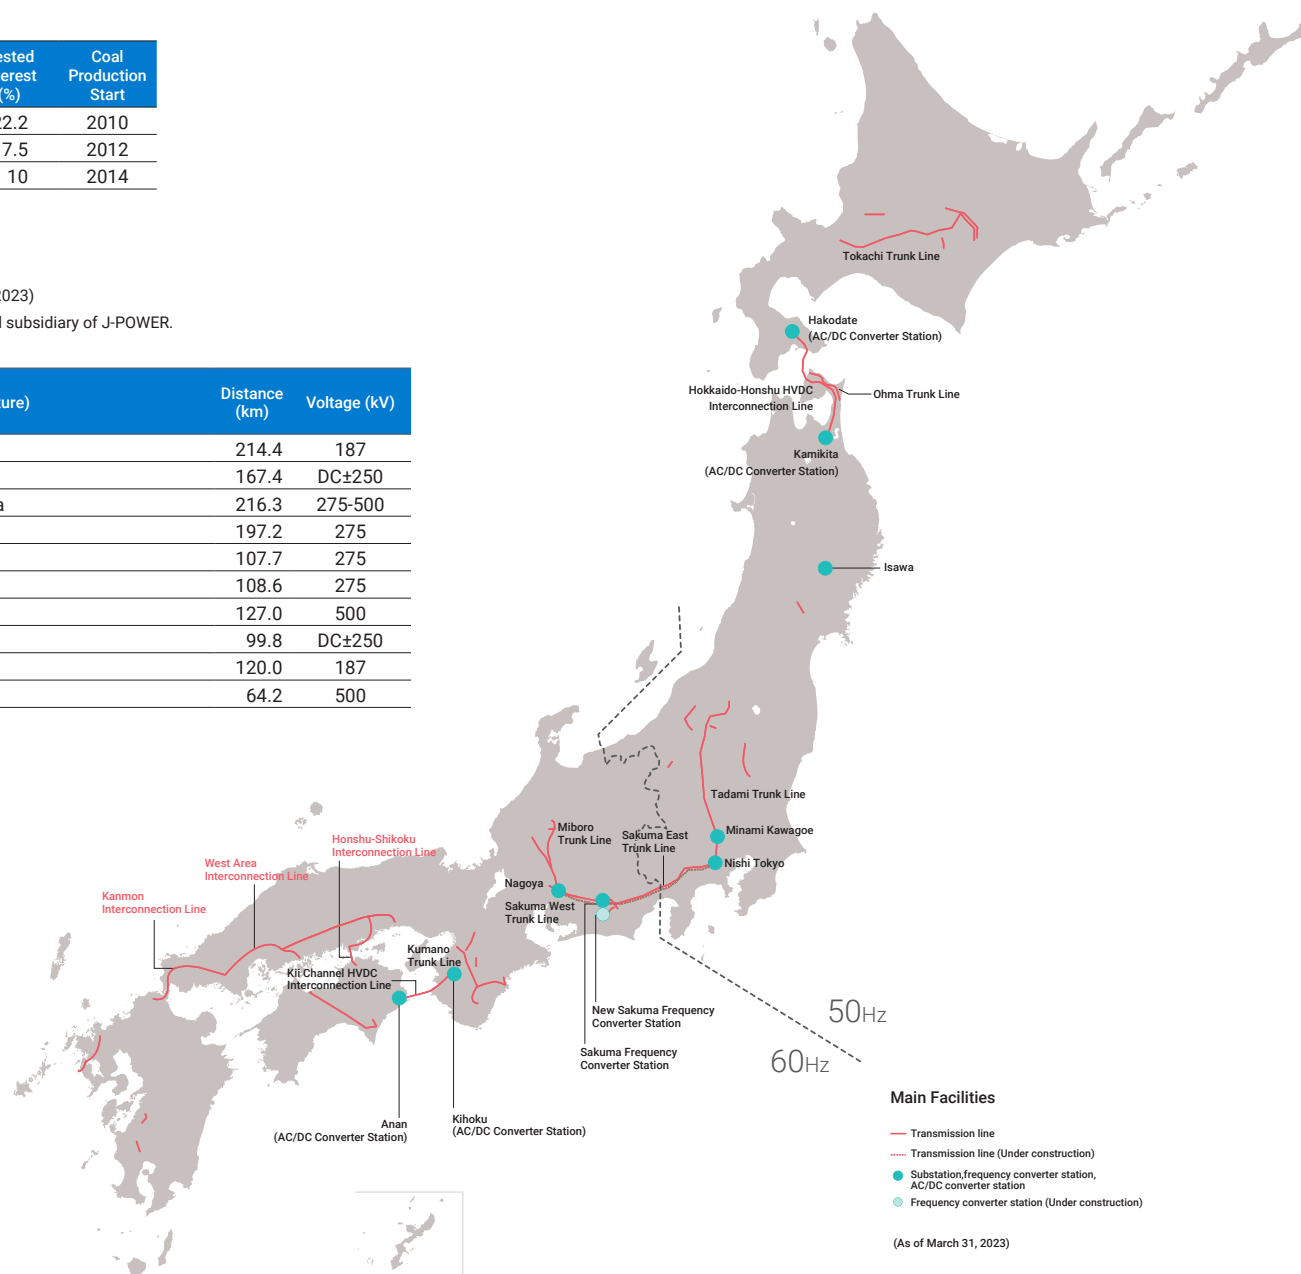 Coal
Production
Start
(%)
2010
7.5 2012
10 2014
subsidiary of J-POWER.
Distance
(km)
Voltage (kV)
214.4 187
167.4 DC±250
216.3 275-500
197.2 275
107.7 275
108.6 275
127.0 500
99.8 DC±250
120.0 187
64.2 500
Tokachi Trunk Line
Hakodate
(AC/DC Converter Station)
Hokkaido-Honshu HVDC
Interconnection Line
Ohma Trunk Line
Kamikita
(AC/DC Converter Station)
Isawa
Tadami Trunk Line
Minami Kawagoe
Nishi Tokyo
Miboro
Trunk Line
Sakuma East
Trunk Line
Nagoya
Sakuma West
Trunk Line
Honshu-Shikoku
Interconnection Line
West Area
Interconnection Line
Kanmon
Interconnection Line
Kumano
Trunk Line
Kii Channel HVDC
Interconnection Line
New Sakuma Frequency
Converter Station
Sakuma Frequency
Converter Station
50Hz
60Hz
Anan
(AC/DC Converter Station)
Kihoku
(AC/DC Converter Station)
Main Facilities
Transmission line
Transmission line (Under construction)
Substation,frequency converter station,
AC/DC converter station
Frequency converter station (Under construction)
(As of March 31, 2023)